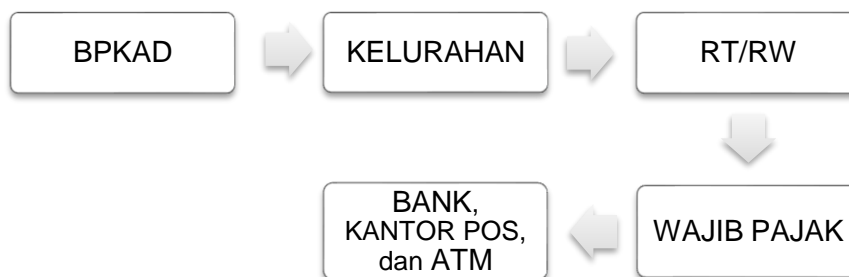 BPKAD
KELURAHAN
RT/RW
WAJIB PAJAK
BANK,
KANTOR POS,
dan ATM